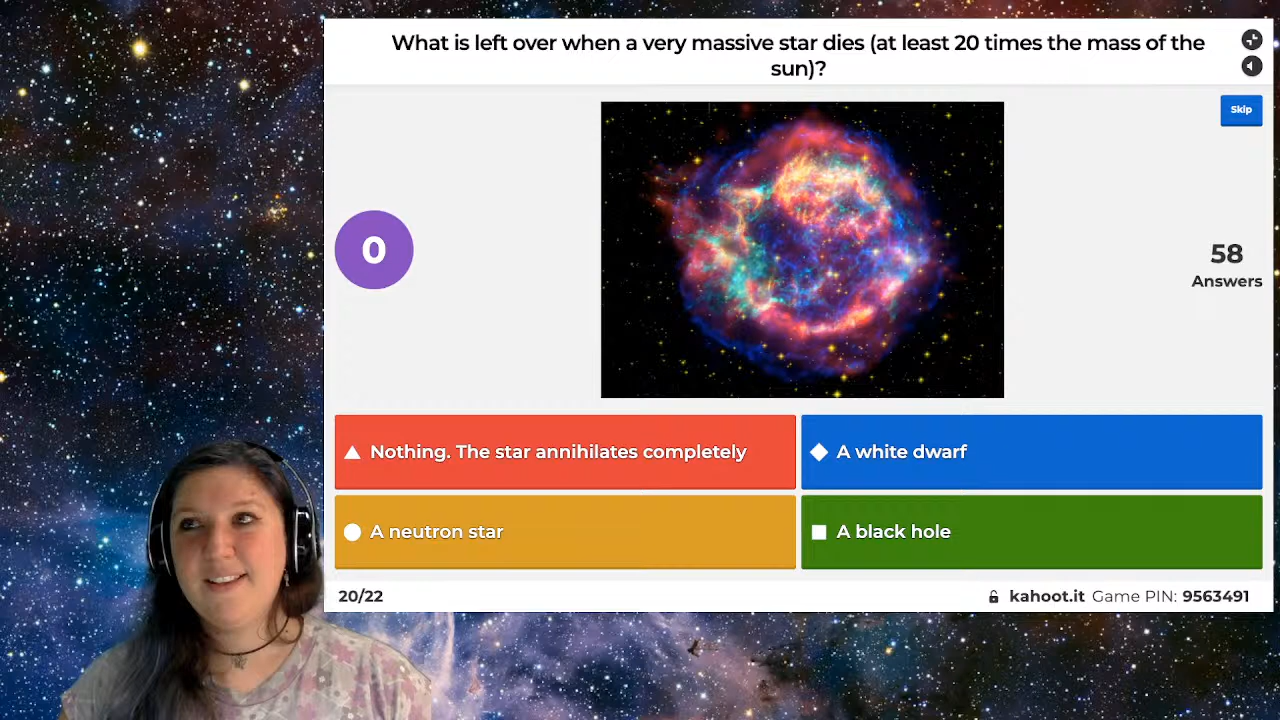 What is left over when a very massive star dies (at least 20 times the mass of the
sun)?
Skip
0
58
Answers
Nothing. The star annihilates completely
A white dwarf
A neutron star
A black hole
20/22
kahoot.it Game PIN: 9563491